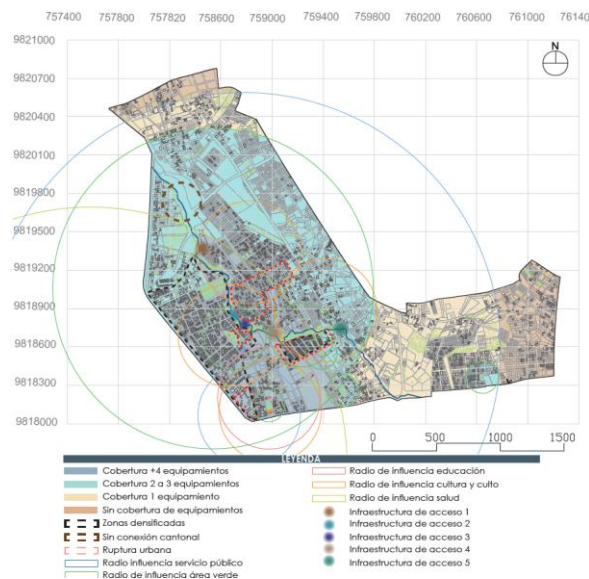 757400 757800 758200 758600 759000 759400 759800 760200 760600 761000 76140
9821000
N
9820700
9820400
9820100
9819800
9819500
9819200
9818900
9818600
9818300
9818000
0 500 1000 1500
LEYENDA
Cobertura +4 equipamientos
Cobertura 2 a 3 equipamientos
Cobertura 1 equipamiento
Sin cobertura de equipamientos
Zonas densificadas
Sin conexión cantonal
Ruptura urbana
Radio influencia servicio público
Radio de influencia área verde
Radio de influencia educación
Radio de influencia cultura y culto
Radio de influencia salud
Infraestructura de acceso 1
Infraestructura de acceso 2
Infraestructura de acceso 3
Infraestructura de acceso 4
Infraestructura de acceso 5